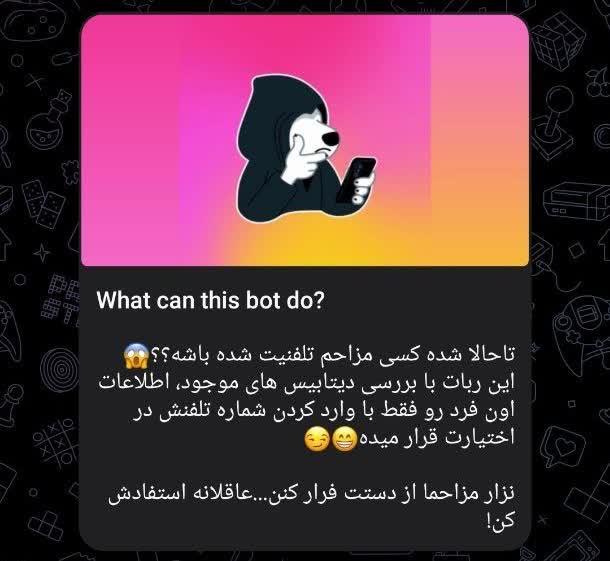 What can this bot do?
تاحالا شده کسی مزاحم تلفنیت شده باشه؟؟😱
این ربات با بررسی دیتابیس های موجود، اطلاعات
اون فرد رو فقط با وارد کردن شماره تلفنش در
اختیارت قرار میده😁😏
نزار مزاحما از دستت فرار کنن...عاقلانه استفادش
کن!